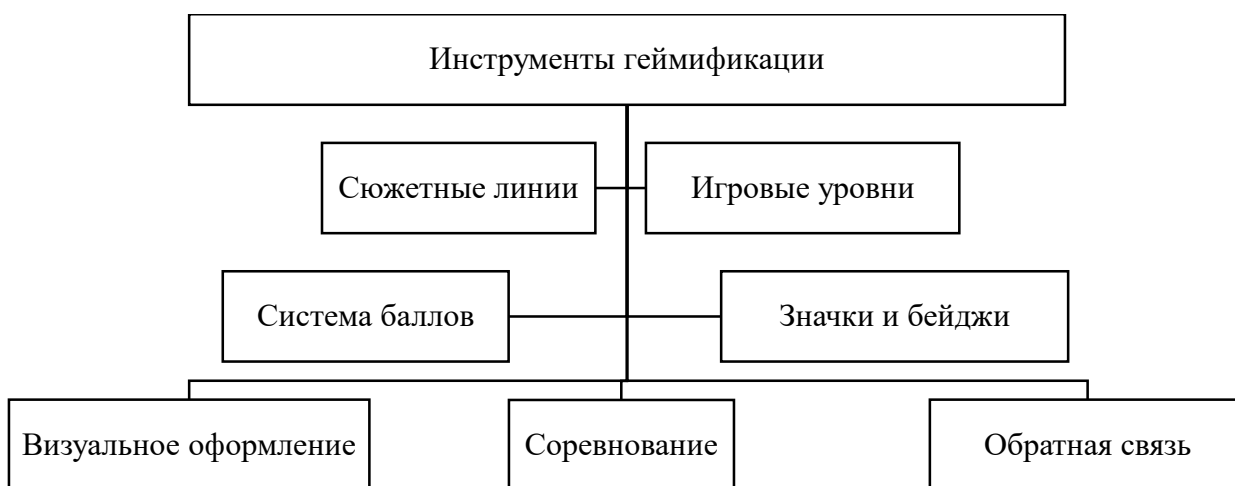 Инструменты геймификации
Сюжетные линии
Игровые уровни
Система баллов
Значки и бейджи
Визуальное оформление
Соревнование
Обратная связь